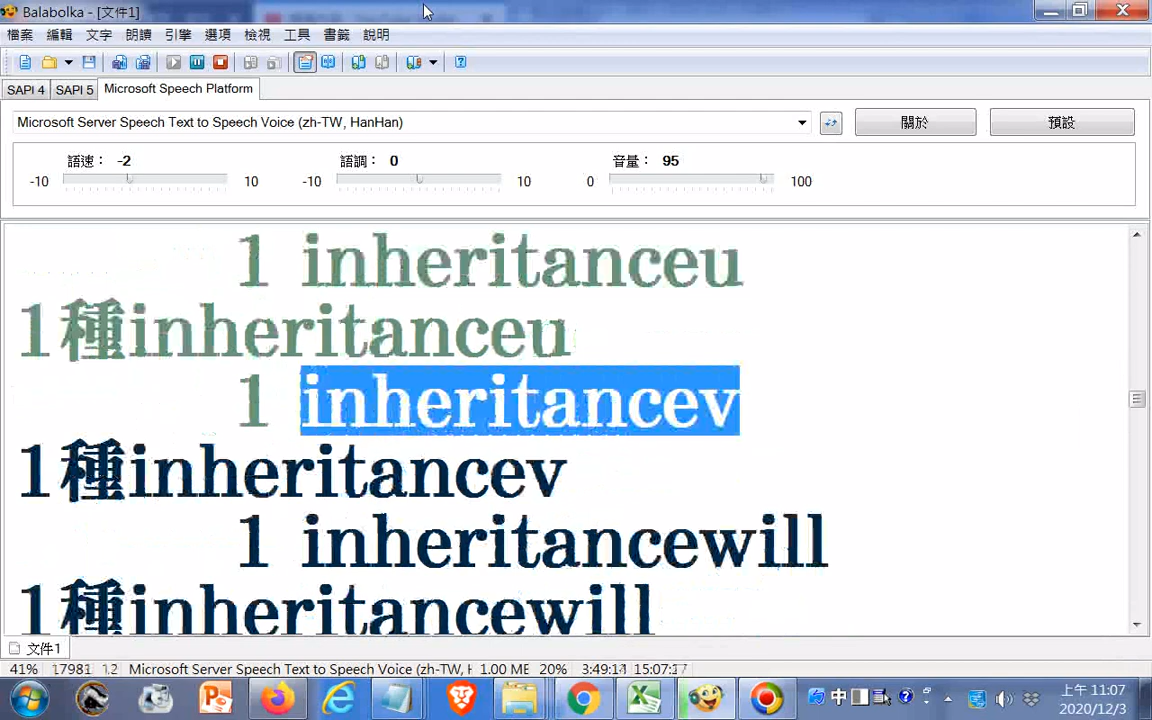 Balabolka - [文件1]
檔案 編輯 文字 朗讀 引擎 選項 檢視 工具 書籤 說明
SAPI 4 SAPI 5 Microsoft Speech Platform
Microsoft Server Speech Text to Speech Voice (zh-TW, HanHan) 關於 預設
語速： -2 語調： 0 音量： 95
-10 10 -10 10 0 100
1 inheritanceu
1種inheritanceu
1 inheritancev
1種inheritancev
1 inheritancewill
1種inheritancewill
文件1
41% 17981 Microsoft Server Speech Text to Speech Voice (zh-TW, 1.00 ME 20% 3:49:14
中 上午 11:07
2020/12/3